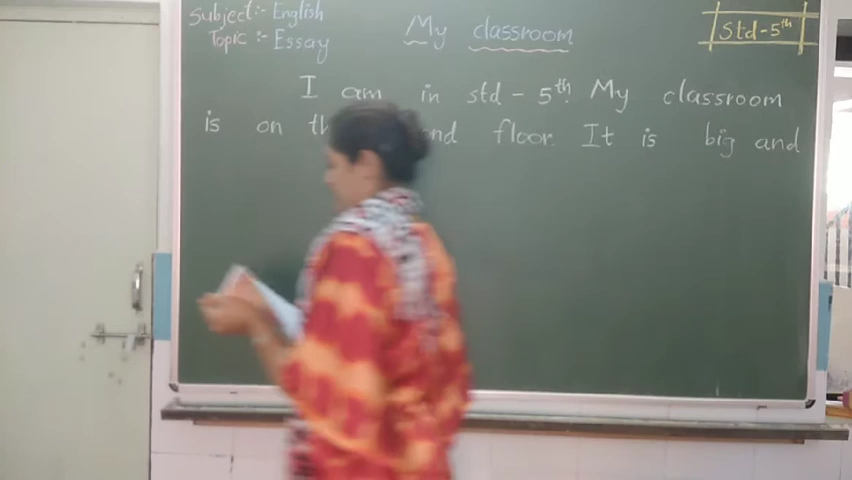 Subject:- English
Topic :- Essay
My classroom
Std-5th
I am in std - 5th. My classroom
is on floor. It is big and